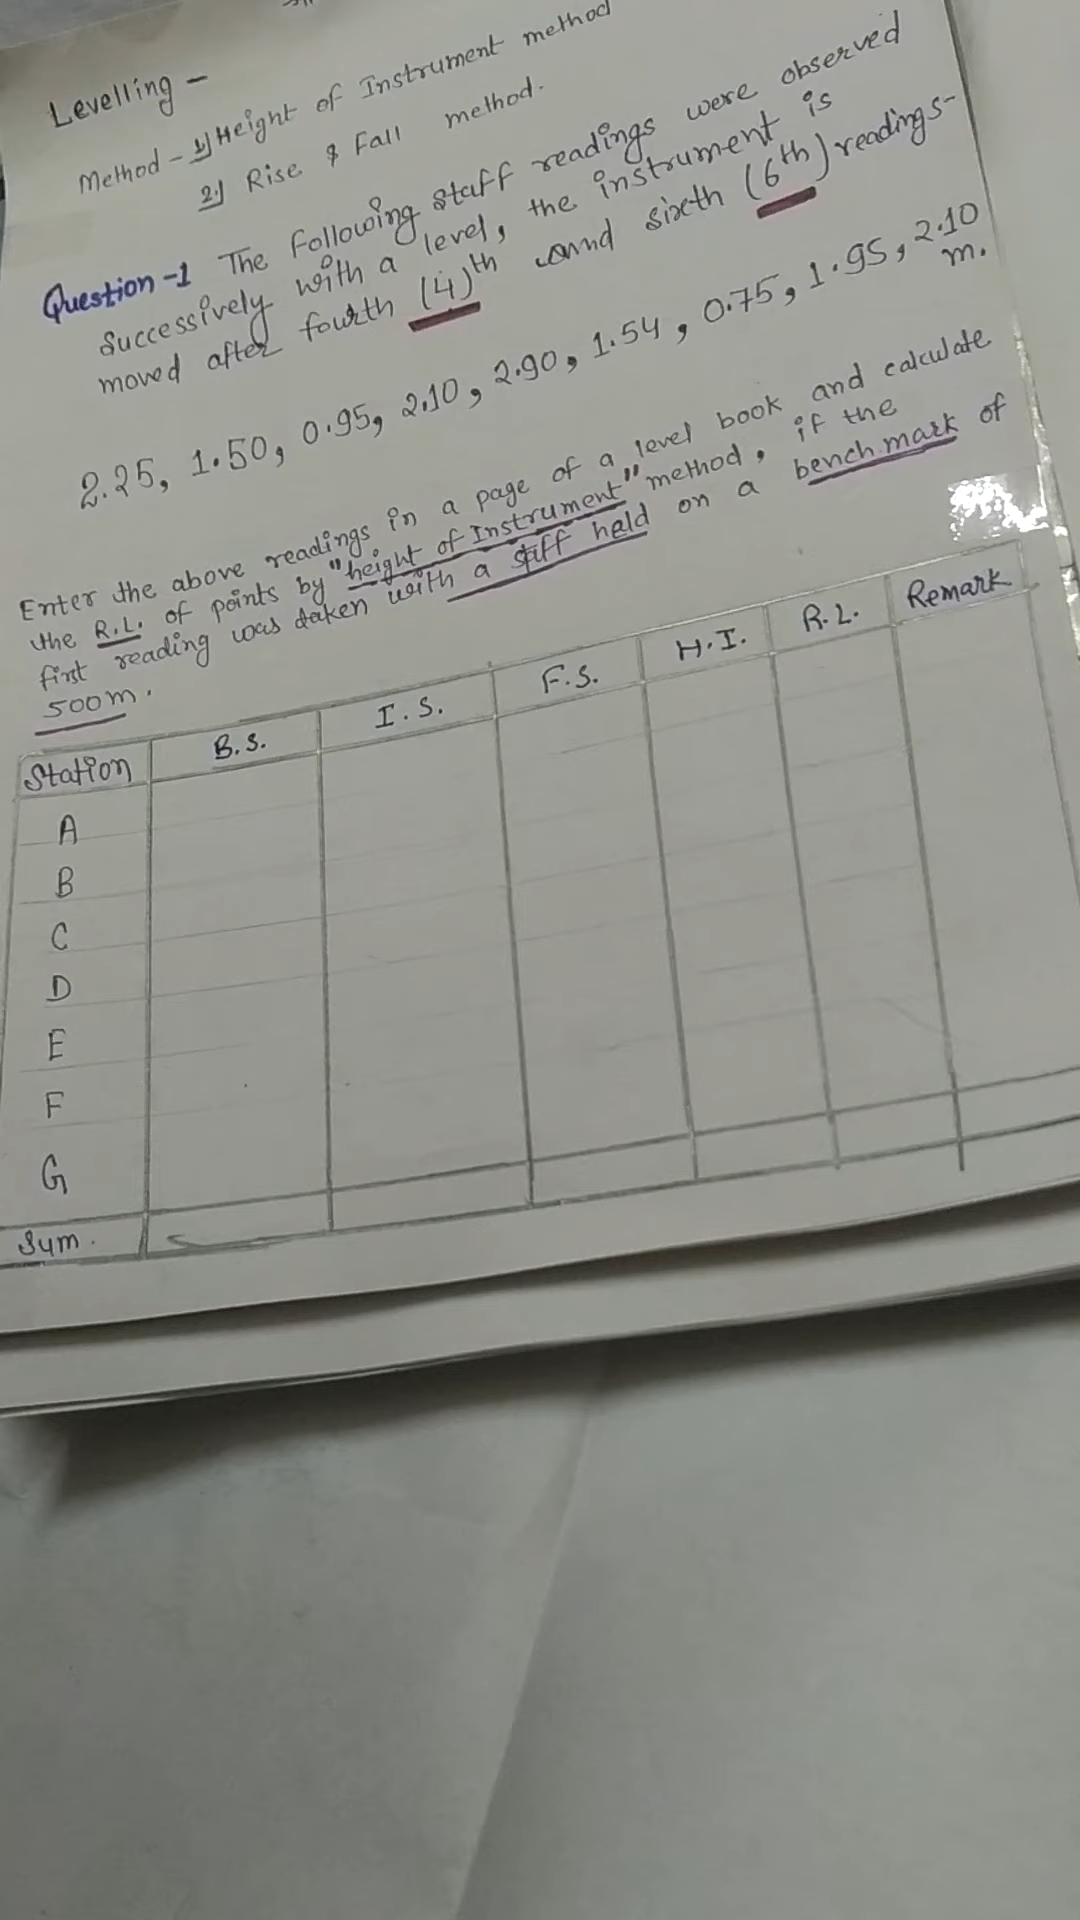 Levelling -
Method - 1) Height of Instrument method
2) Rise & Fall method.
Question-1 The following staff readings were observed
successively with a level, the instrument is
moved after fourth (4)th and sixth (6th) readings-
2.25, 1.50, 0.95, 2.10, 2.90, 1.54, 0.75, 1.95, 2.10 m.
Enter the above readings in a page of a level book and calculate
the R.L. of points by "height of Instrument" method, if the
first reading was taken with a staff held on a bench mark of
500m.
Station B.S. I.S. F.S. H.I. R.L. Remark
A
B
C
D
E
F
G
Sum.